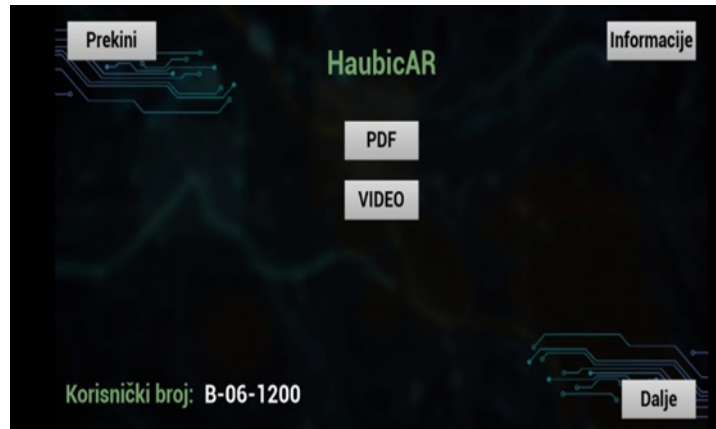 Prekini
Informacije
HaubicAR
PDF
VIDEO
Korisnički broj: B-06-1200
Dalje